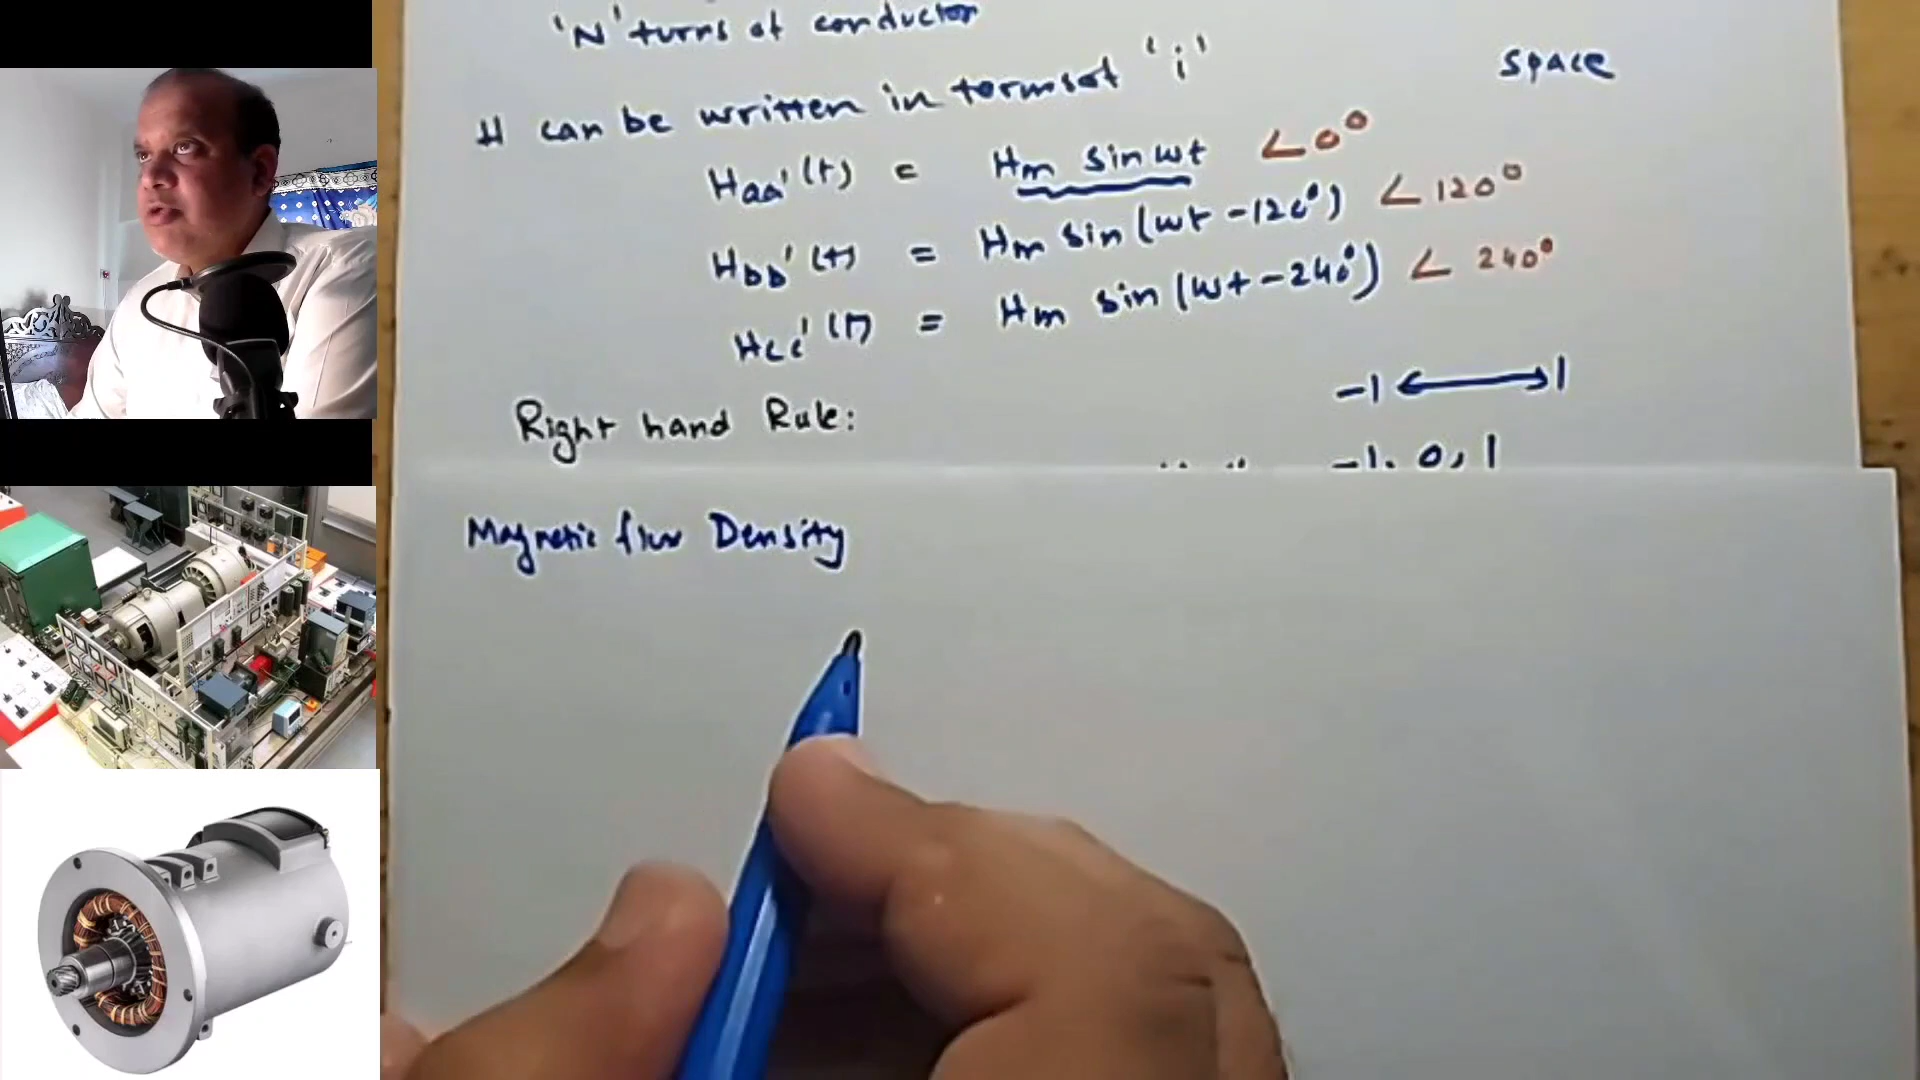 'N' turns of conductor
H can be written in terms of 'i'
space
Haa'(t) = Hm sin wt ∠0°
Hbb'(t) = Hm sin(wt -120°) ∠120°
Hcc'(t) = Hm sin(wt -240°) ∠ 240°
-1 ↔ 1
Right hand Rule:
-1, 0, 1
Magnetic flux Density